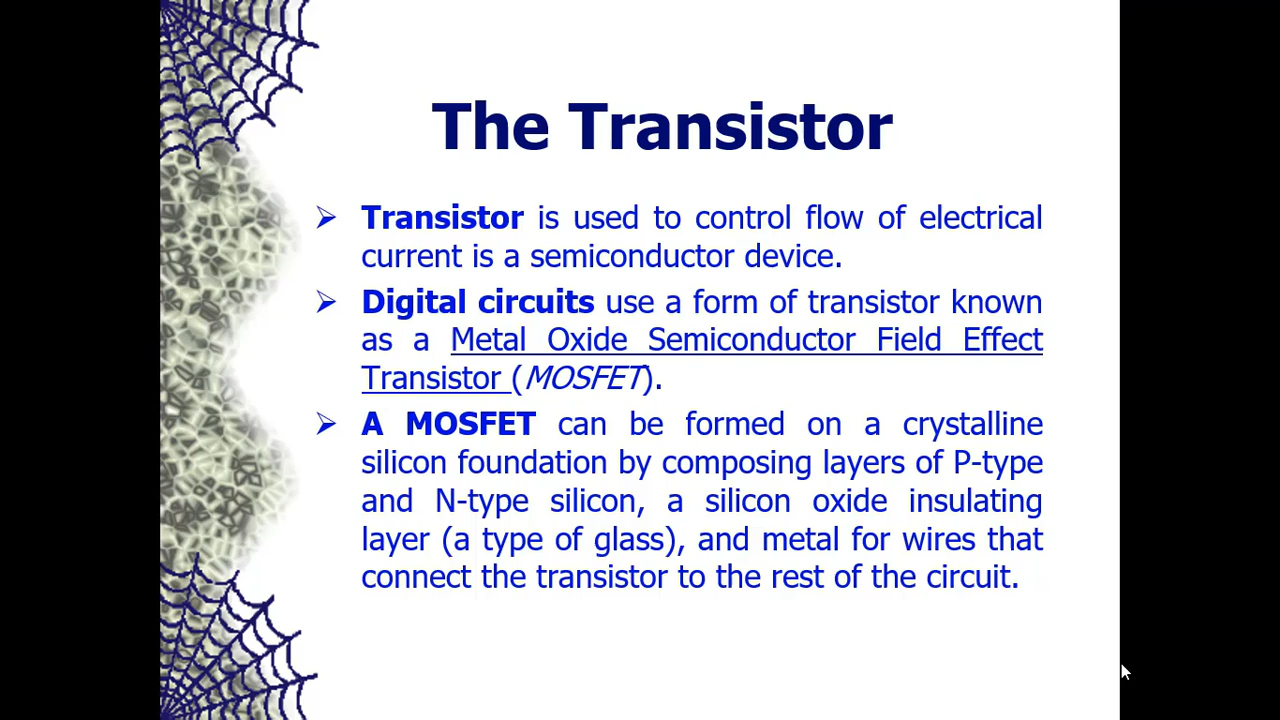 The Transistor
Transistor is used to control flow of electrical
current is a semiconductor device.
Digital circuits use a form of transistor known
as a Metal Oxide Semiconductor Field Effect
Transistor (MOSFET).
A MOSFET can be formed on a crystalline
silicon foundation by composing layers of P-type
and N-type silicon, a silicon oxide insulating
layer (a type of glass), and metal for wires that
connect the transistor to the rest of the circuit.